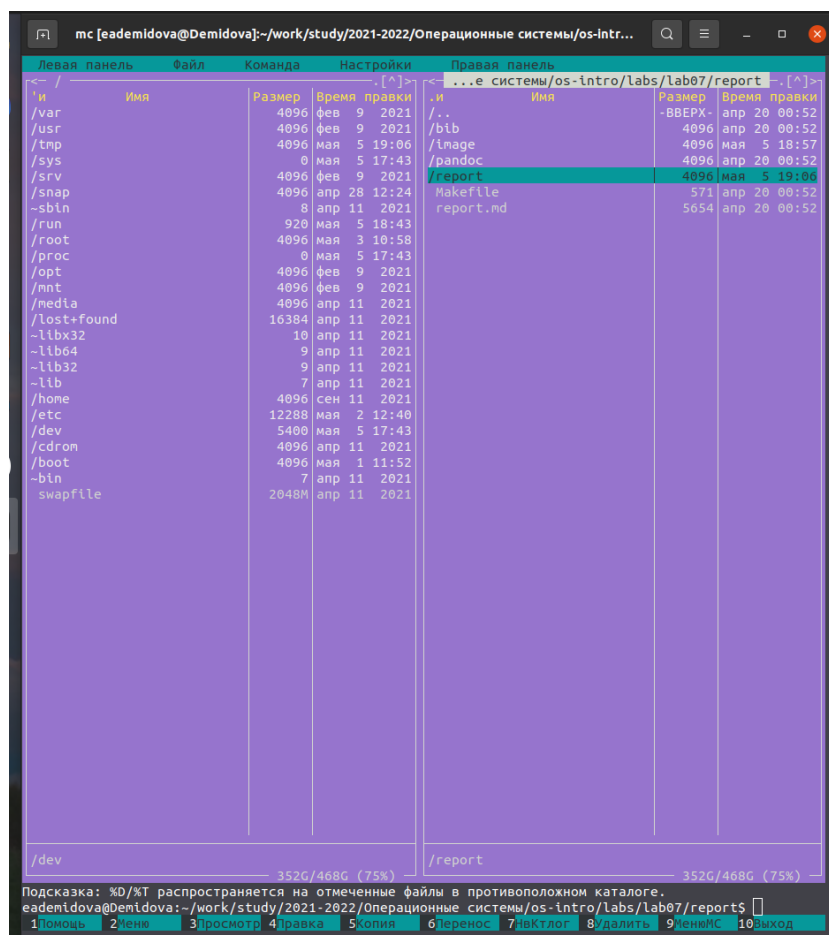 mc [eademidova@Demidova]:~/work/study/2021-2022/Операционные системы/os-intr...
Левая панель Файл Команда Настройки Правая панель
<— / .[^]>
'и Имя Размер Время правки
/var 4096 фев 9 2021
/usr 4096 фев 9 2021
/tmp 4096 мая 5 19:06
/sys 0 мая 5 17:43
/srv 4096 фев 9 2021
/snap 4096 апр 28 12:24
~sbin 8 апр 11 2021
/run 920 мая 5 18:43
/root 4096 мая 3 10:58
/proc 0 мая 5 17:43
/opt 4096 фев 9 2021
/mnt 4096 фев 9 2021
/media 4096 апр 11 2021
/lost+found 16384 апр 11 2021
~libx32 10 апр 11 2021
~lib64 9 апр 11 2021
~lib32 9 апр 11 2021
~lib 7 апр 11 2021
/home 4096 сен 11 2021
/etc 12288 мая 2 12:40
/dev 5400 мая 5 17:43
/cdrom 4096 апр 11 2021
/boot 4096 мая 1 11:52
~bin 7 апр 11 2021
swapfile 2048M апр 11 2021
/dev
352G/468G (75%)
<— ...е системы/os-intro/labs/lab07/report .[^]>
.и Имя Размер Время правки
/.. -ВВЕРХ- апр 20 00:52
/bib 4096 апр 20 00:52
/image 4096 мая 5 18:57
/pandoc 4096 апр 20 00:52
/report 4096 мая 5 19:06
Makefile 571 апр 20 00:52
report.md 5654 апр 20 00:52
/report
352G/468G (75%)
Подсказка: %D/%T распространяется на отмеченные файлы в противоположном каталоге.
eademidova@Demidova:~/work/study/2021-2022/Операционные системы/os-intro/labs/lab07/report$
1Помощь 2Меню 3Просмотр 4Правка 5Копия 6Перенос 7НвКтлог 8Удалить 9МенюMC 10Выход